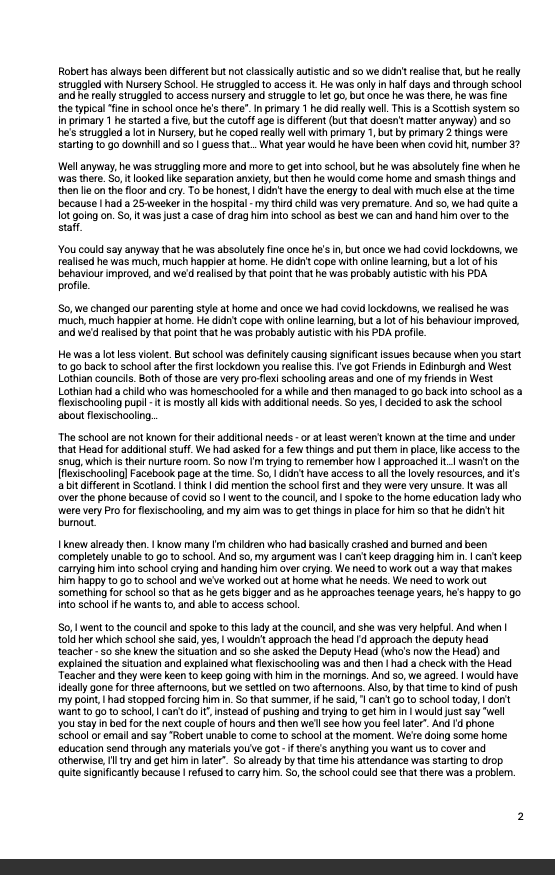 Robert has always been different but not classically autistic and so we didn't realise that, but he really
struggled with Nursery School. He struggled to access it. He was only in half days and through school
and he really struggled to access nursery and struggle to let go, but once he was there, he was fine
the typical “fine in school once he's there”. In primary 1 he did really well. This is a Scottish system so
in primary 1 he started a five, but the cutoff age is different (but that doesn't matter anyway) and so
he's struggled a lot in Nursery, but he coped really well with primary 1, but by primary 2 things were
starting to go downhill and so I guess that... What year would he have been when covid hit, number 3?
Well anyway, he was struggling more and more to get into school, but he was absolutely fine when he
was there. So, it looked like separation anxiety, but then he would come home and smash things and
then lie on the floor and cry. To be honest, I didn't have the energy to deal with much else at the time
because I had a 25-weeker in the hospital - my third child was very premature. And so, we had quite a
lot going on. So, it was just a case of drag him into school as best we can and hand him over to the
staff.
You could say anyway that he was absolutely fine once he's in, but once we had covid lockdowns, we
realised he was much, much happier at home. He didn't cope with online learning, but a lot of his
behaviour improved, and we'd realised by that point that he was probably autistic with his PDA
profile.
So, we changed our parenting style at home and once we had covid lockdowns, we realised he was
much, much happier at home. He didn't cope with online learning, but a lot of his behaviour improved,
and we'd realised by that point that he was probably autistic with his PDA profile.
He was a lot less violent. But school was definitely causing significant issues because when you start
to go back to school after the first lockdown you realise this. I've got Friends in Edinburgh and West
Lothian councils. Both of those are very pro-flexi schooling areas and one of my friends in West
Lothian had a child who was homeschooled for a while and then managed to go back into school as a
flexischooling pupil - it is mostly all kids with additional needs. So yes, I decided to ask the school
about flexischooling...
The school are not known for their additional needs - or at least weren't known at the time and under
that Head for additional stuff. We had asked for a few things and put them in place, like access to the
snug, which is their nurture room. So now I'm trying to remember how I approached it...I wasn't on the
[flexischooling] Facebook page at the time. So, I didn't have access to all the lovely resources, and it's
a bit different in Scotland. I think I did mention the school first and they were very unsure. It was all
over the phone because of covid so I went to the council, and I spoke to the home education lady who
were very Pro for flexischooling, and my aim was to get things in place for him so that he didn't hit
burnout.
I knew already then. I know many I'm children who had basically crashed and burned and been
completely unable to go to school. And so, my argument was I can't keep dragging him in. I can't keep
carrying him into school crying and handing him over crying. We need to work out a way that makes
him happy to go to school and we've worked out at home what he needs. We need to work out
something for school so that as he gets bigger and as he approaches teenage years, he's happy to go
into school if he wants to, and able to access school.
So, I went to the council and spoke to this lady at the council, and she was very helpful. And when I
told her which school she said, yes, I wouldn't approach the head I'd approach the deputy head
teacher - so she knew the situation and so she asked the Deputy Head (who's now the Head) and
explained the situation and explained what flexischooling was and then I had a check with the Head
Teacher and they were keen to keep going with him in the mornings. And so, we agreed. I would have
ideally gone for three afternoons, but we settled on two afternoons. Also, by that time to kind of push
my point, I had stopped forcing him in. So that summer, if he said, "I can't go to school today, I don't
want to go to school, I can't do it”, instead of pushing and trying to get him in I would just say “well
you stay in bed for the next couple of hours and then we'll see how you feel later”. And I'd phone
school or email and say “Robert unable to come to school at the moment. We're doing some home
education send through any materials you've got - if there's anything you want us to cover and
otherwise, I'll try and get him in later”.  So already by that time his attendance was starting to drop
quite significantly because I refused to carry him. So, the school could see that there was a problem.
2